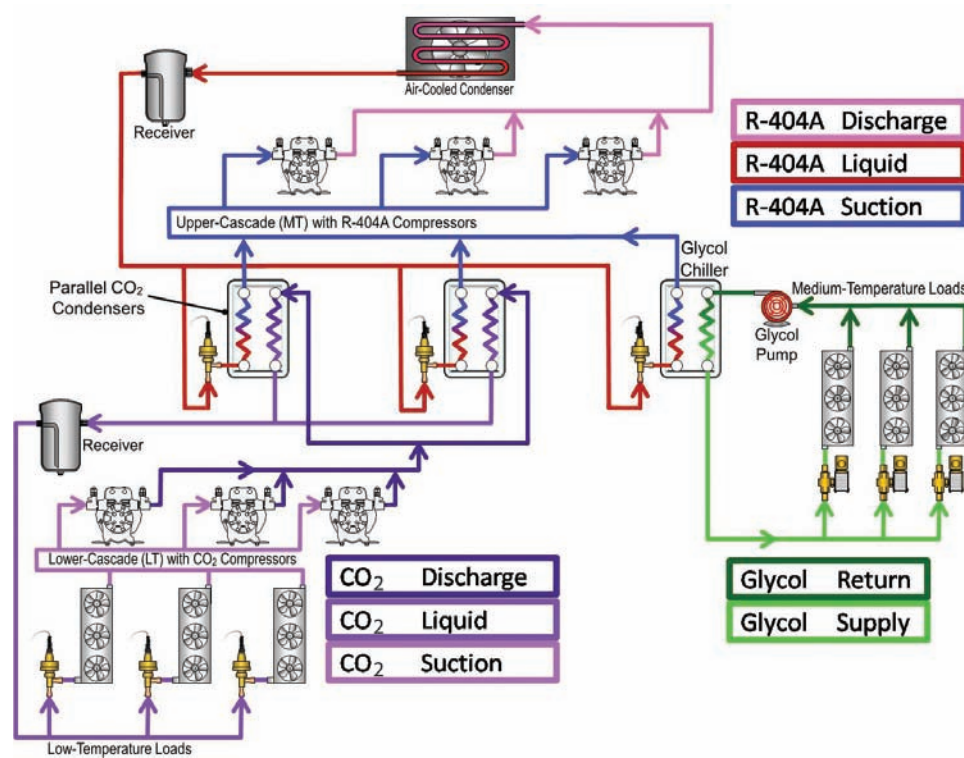 Air-Cooled Condenser
Receiver
R-404A Discharge
R-404A Liquid
R-404A Suction
Upper-Cascade (MT) with R-404A Compressors
Glycol
Chiller
Parallel CO₂
Condensers
Medium-Temperature Loads
Glycol
Pump
Receiver
Lower-Cascade (LT) with CO₂ Compressors
CO₂ Discharge
CO₂ Liquid
CO₂ Suction
Glycol Return
Glycol Supply
Low-Temperature Loads